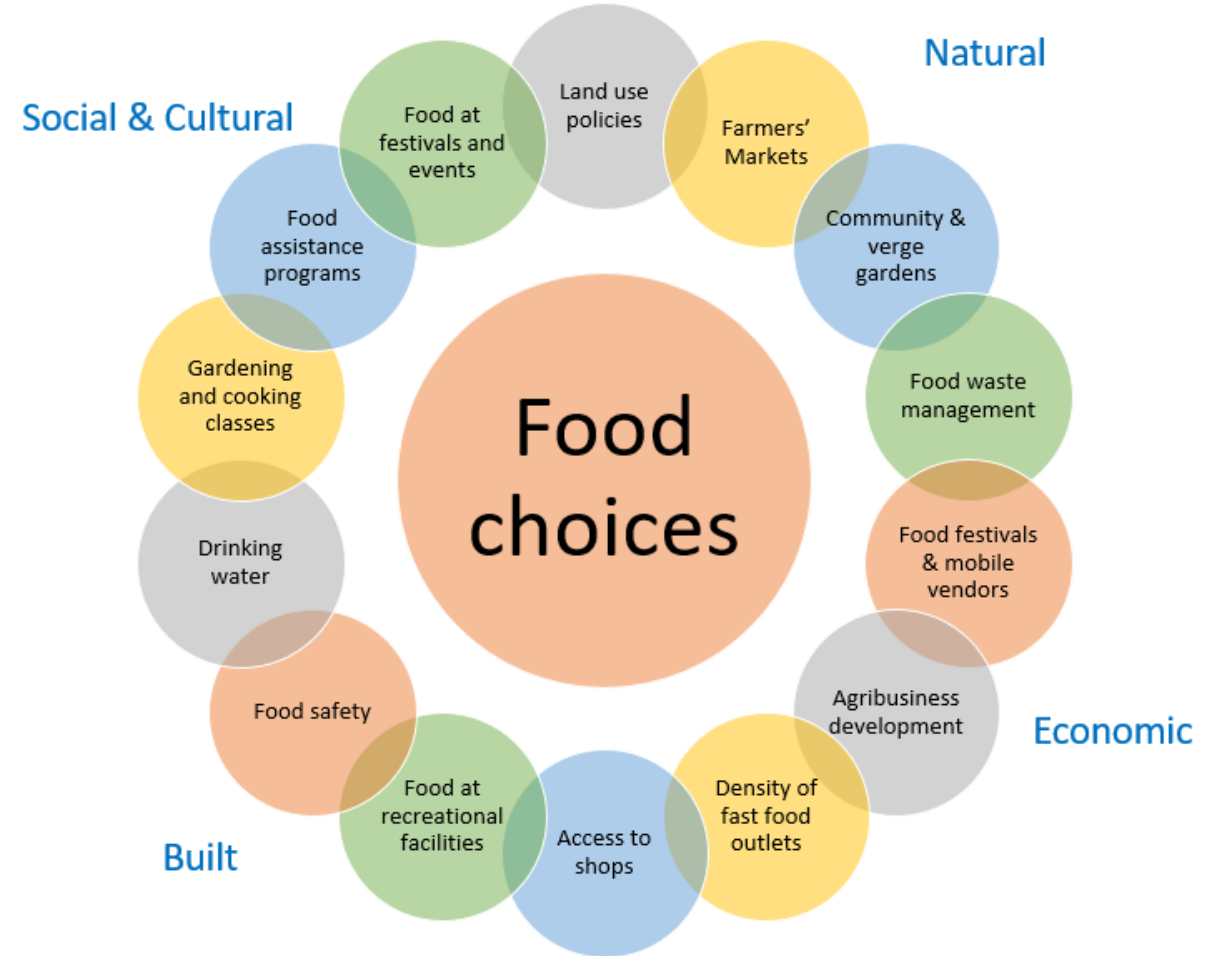 Natural
Social & Cultural
Land use
policies
Farmers’
Markets
Community &
verge
gardens
Food waste
management
Food festivals
& mobile
vendors
Agribusiness
development
Economic
Density of
fast food
outlets
Access to
shops
Food at
recreational
facilities
Built
Food safety
Drinking
water
Gardening
and cooking
classes
Food
assistance
programs
Food at
festivals and
events
Food
choices